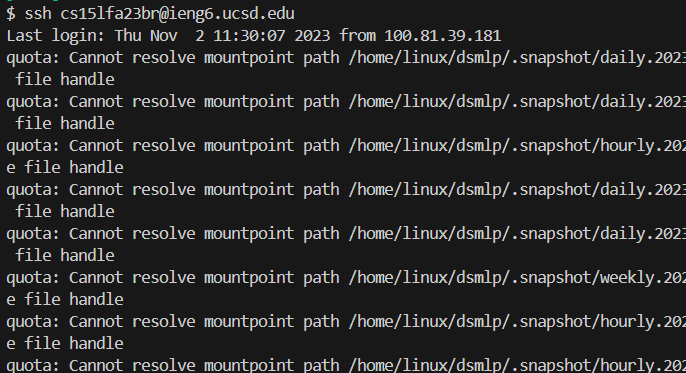 $ ssh cs15lfa23br@ieng6.ucsd.edu
Last login: Thu Nov  2 11:30:07 2023 from 100.81.39.181
quota: Cannot resolve mountpoint path /home/linux/dsmlp/.snapshot/daily.2023
 file handle
quota: Cannot resolve mountpoint path /home/linux/dsmlp/.snapshot/daily.2023
 file handle
quota: Cannot resolve mountpoint path /home/linux/dsmlp/.snapshot/hourly.202
e file handle
quota: Cannot resolve mountpoint path /home/linux/dsmlp/.snapshot/daily.2023
 file handle
quota: Cannot resolve mountpoint path /home/linux/dsmlp/.snapshot/daily.2023
 file handle
quota: Cannot resolve mountpoint path /home/linux/dsmlp/.snapshot/weekly.202
e file handle
quota: Cannot resolve mountpoint path /home/linux/dsmlp/.snapshot/hourly.202
e file handle
quota: Cannot resolve mountpoint path /home/linux/dsmlp/.snapshot/hourly.202